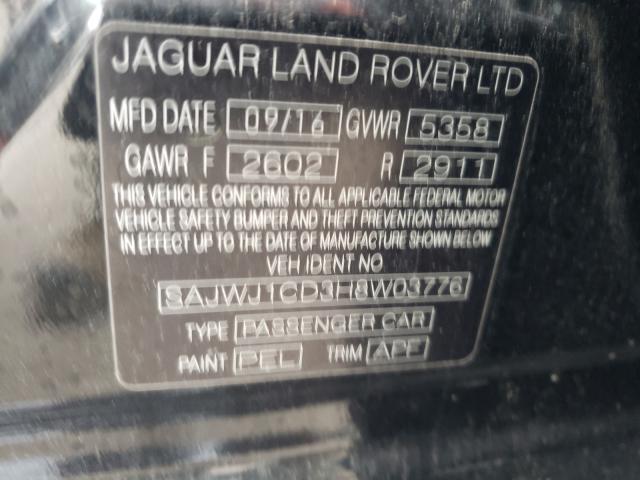 JAGUAR LAND ROVER LTD
MFD DATE 09/16 GVWR 5358
GAWR F 2602 R 2911
THIS VEHICLE CONFORMS TO ALL APPLICABLE FEDERAL MOTOR
VEHICLE SAFETY BUMPER AND THEFT PREVENTION STANDARDS
IN EFFECT UP TO THE DATE OF MANUFACTURE SHOWN BELOW
VEH IDENT NO
SAJWJ1CD3H8W03776
TYPE PASSENGER CAR
PAINT PEL TRIM APF